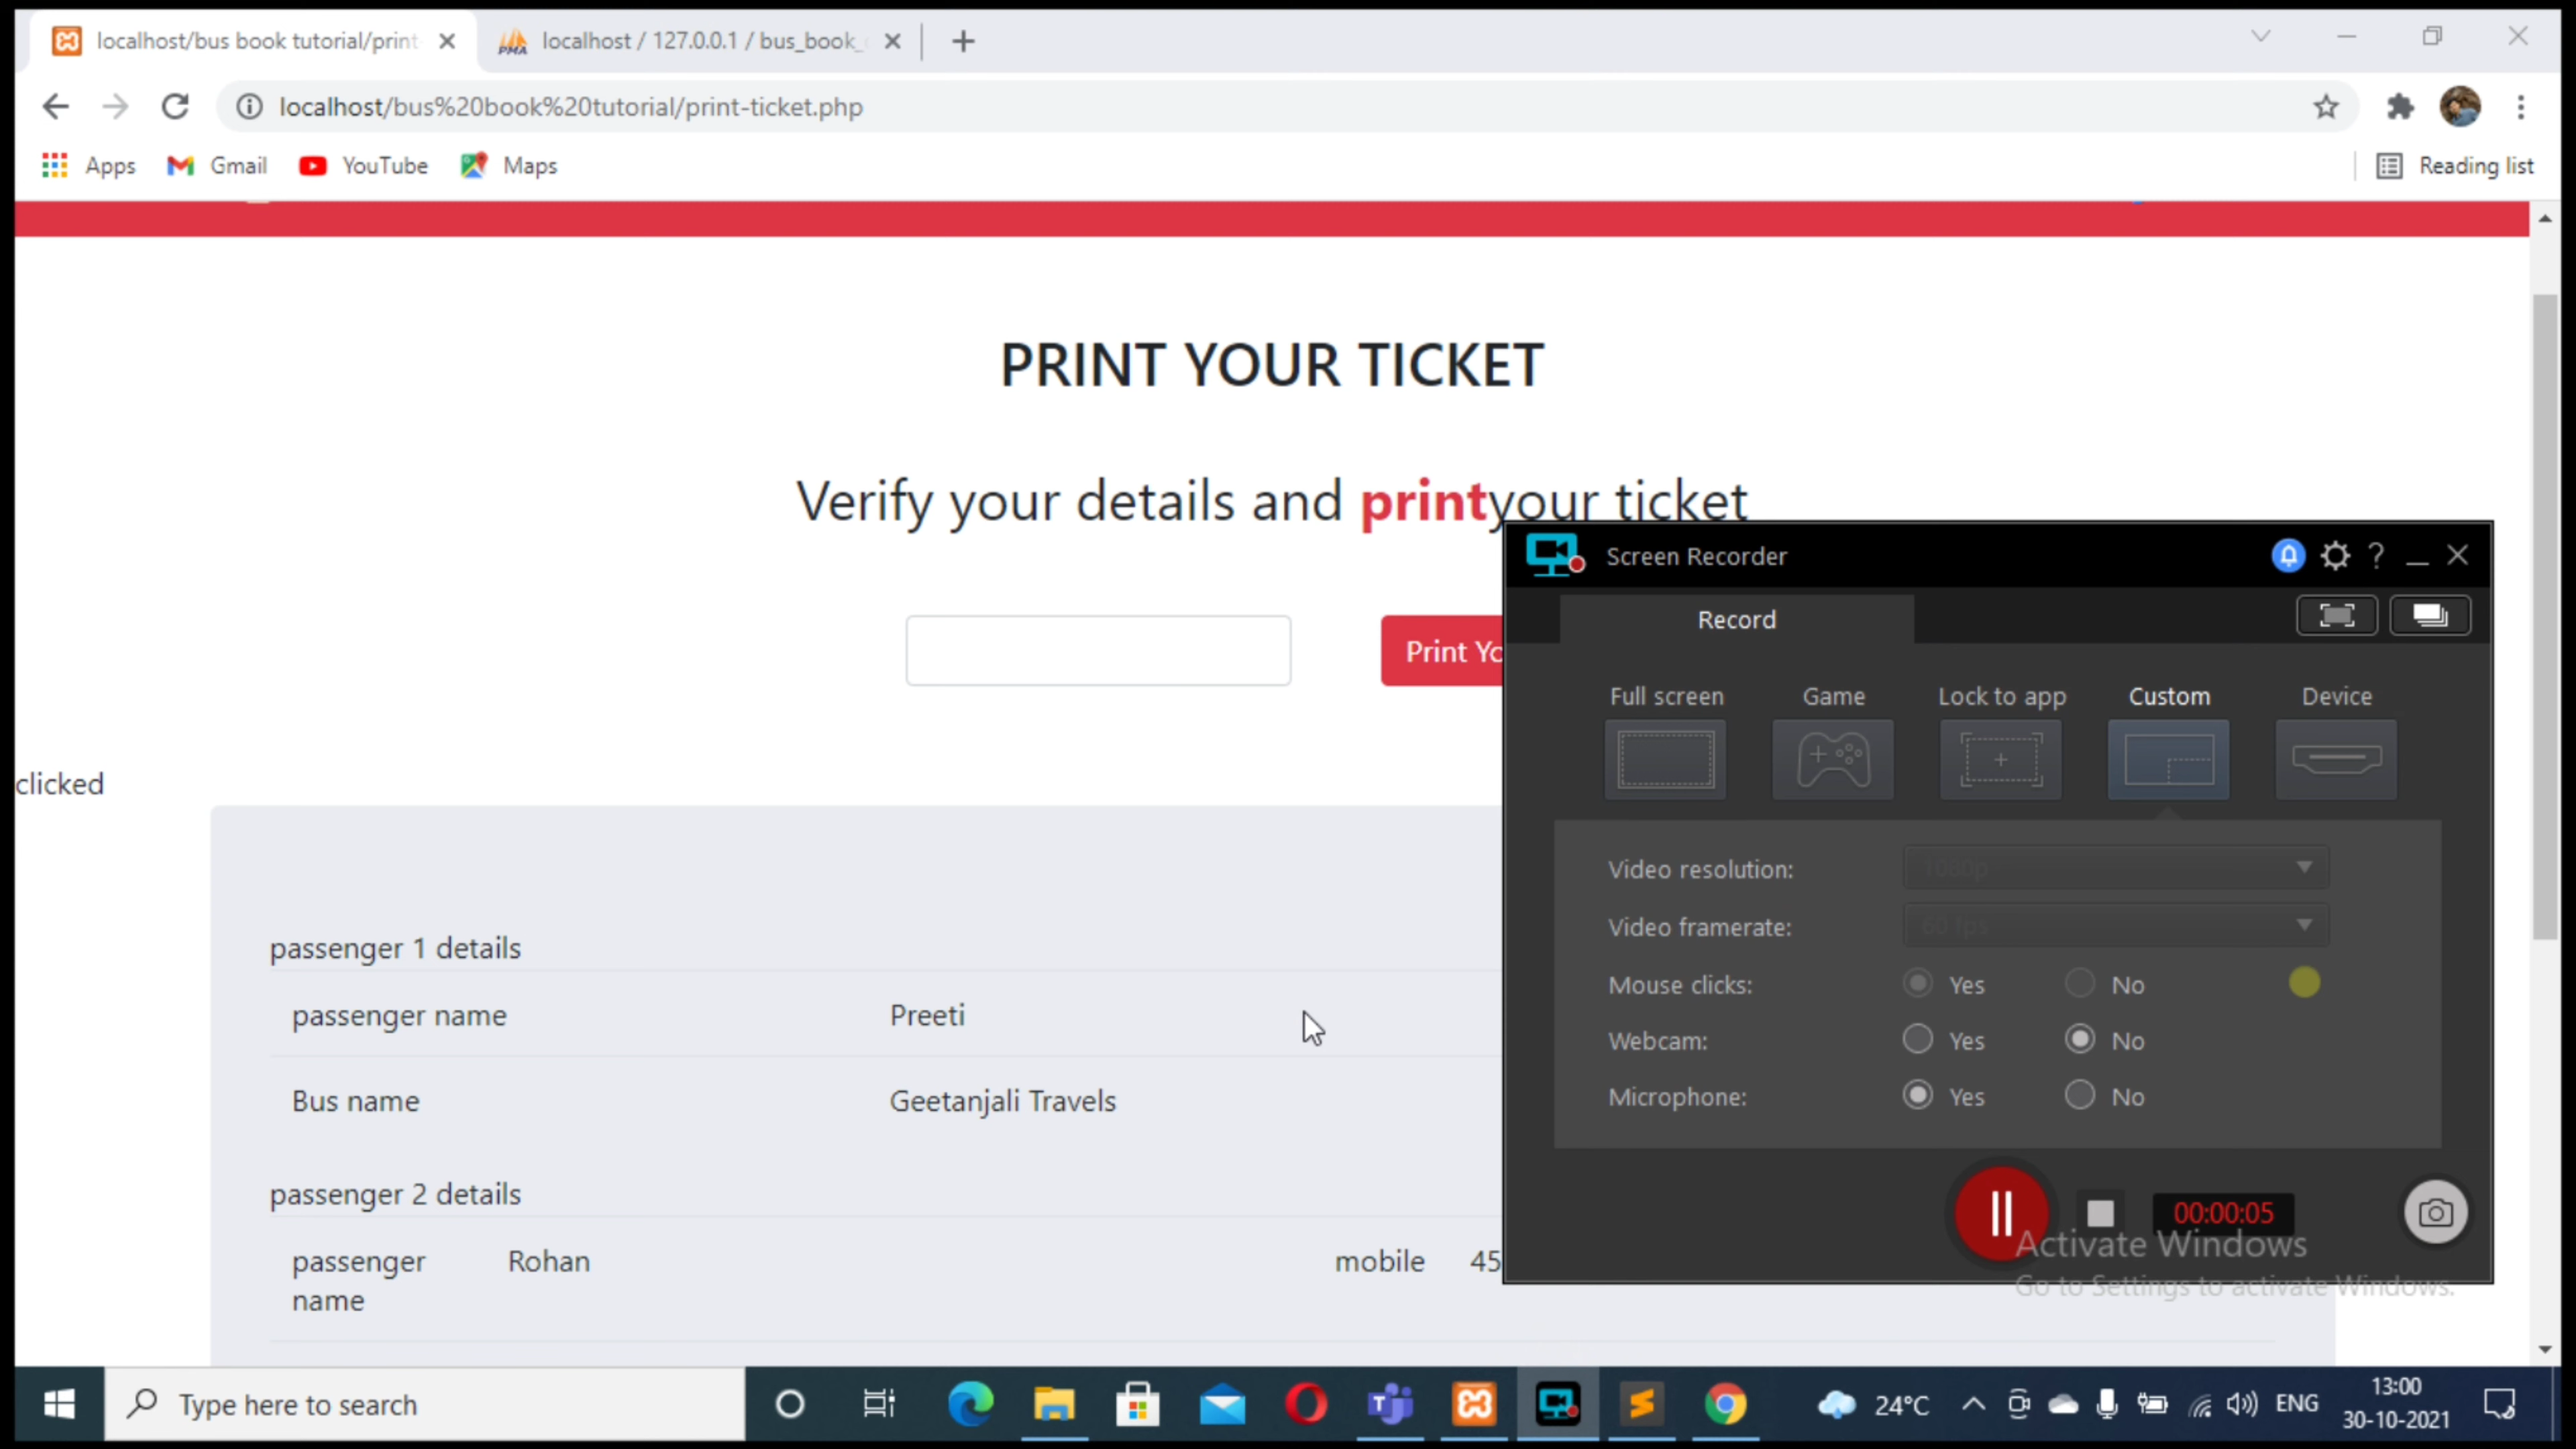 localhost/bus book tutorial/print
PMA localhost / 127.0.0.1 / bus_book_
localhost/bus%20book%20tutorial/print-ticket.php
Apps Gmail YouTube Maps Reading list
PRINT YOUR TICKET
Verify your details and printyour ticket
Print Yo
clicked
passenger 1 details
passenger name Preeti
Bus name Geetanjali Travels
passenger 2 details
passenger name Rohan mobile 45
Screen Recorder
Record
Full screen Game Lock to app Custom Device
Video resolution: 1080p
Video framerate: 60 fps
Mouse clicks: Yes No
Webcam: Yes No
Microphone: Yes No
00:00:05
Activate Windows
Go to Settings to activate Windows.
Type here to search
24°C ENG 13:00
30-10-2021